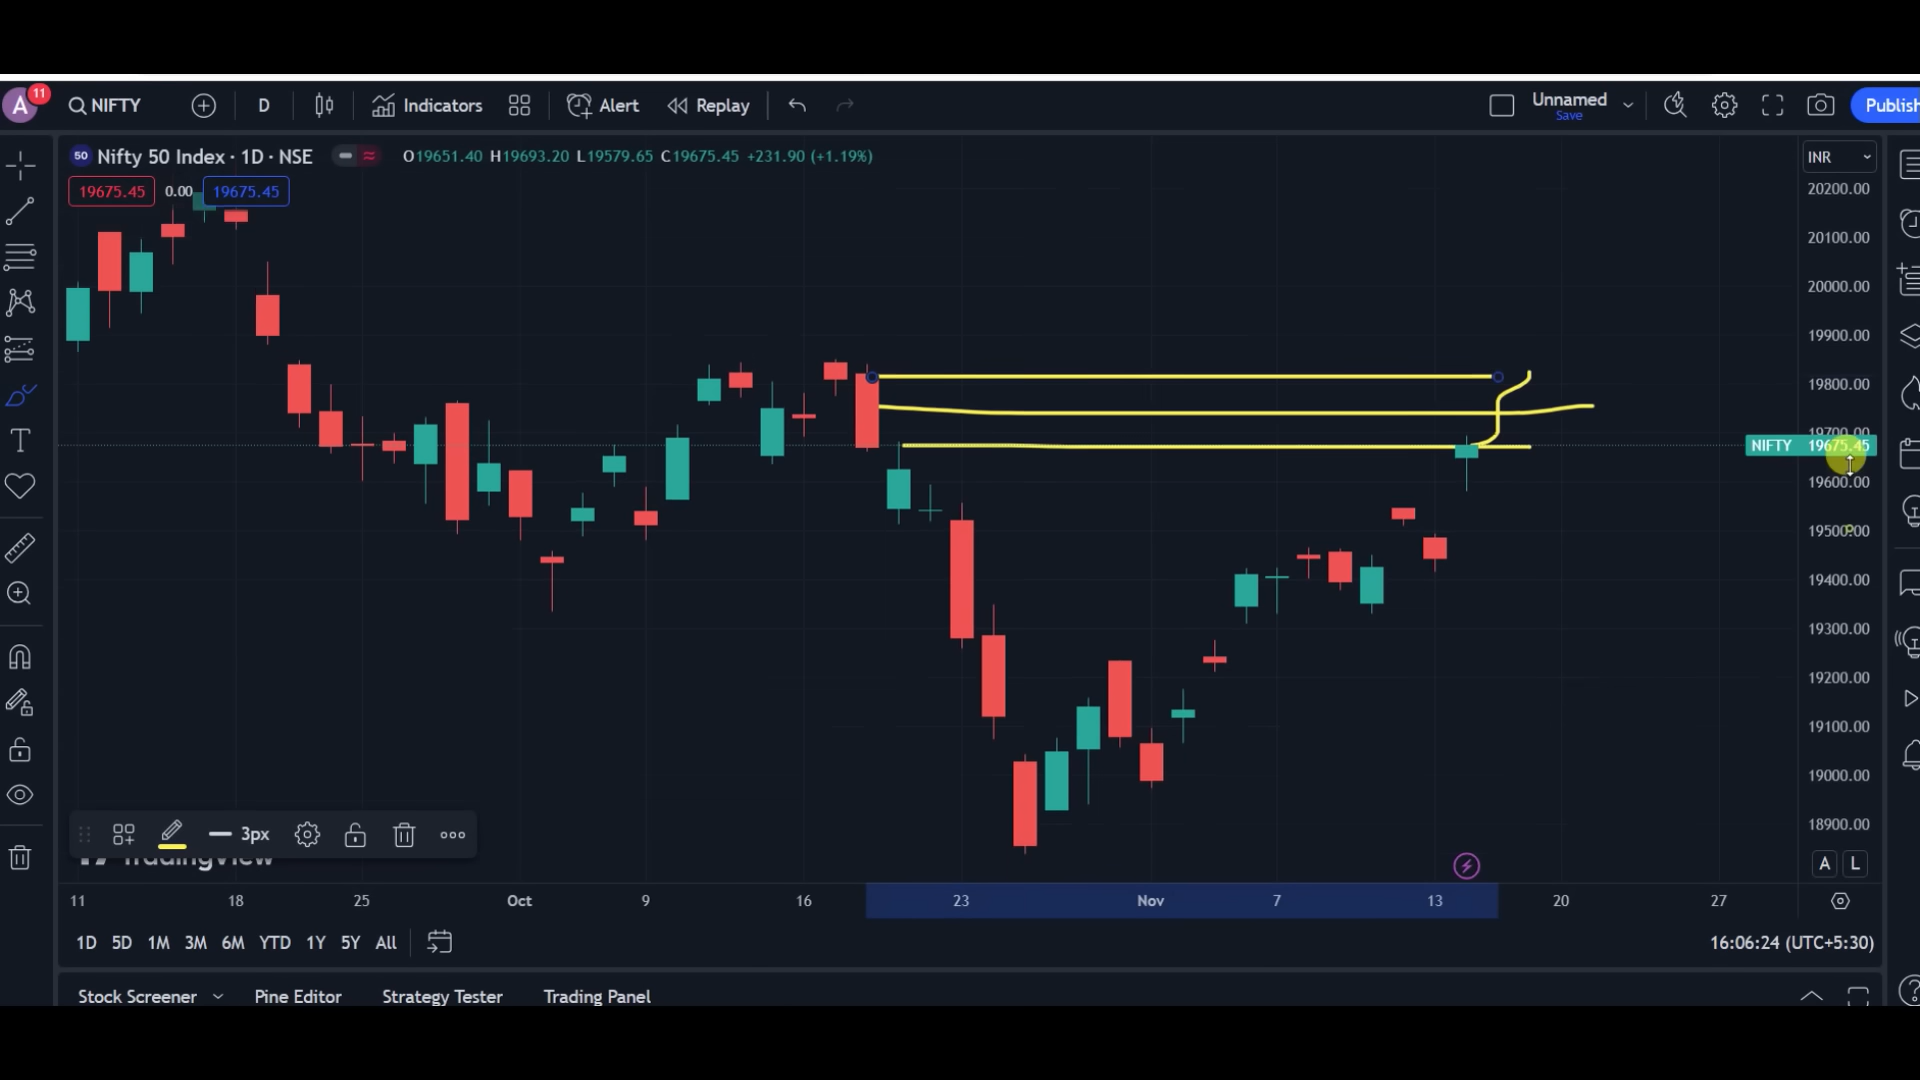 A 11 NIFTY D Indicators Alert Replay Unnamed Save Publish
50 Nifty 50 Index · 1D · NSE O19651.40 H19693.20 L19579.65 C19675.45 +231.90 (+1.19%) INR
19675.45 0.00 19675.45
20200.00
20100.00
20000.00
19900.00
19800.00
19700.00
NIFTY 19675.45
19600.00
19500.00
19400.00
19300.00
19200.00
19100.00
19000.00
18900.00
3px
TradingView
A L
11 18 25 Oct 9 16 23 Nov 7 13 20 27
1D 5D 1M 3M 6M YTD 1Y 5Y All 16:06:24 (UTC+5:30)
Stock Screener Pine Editor Strategy Tester Trading Panel